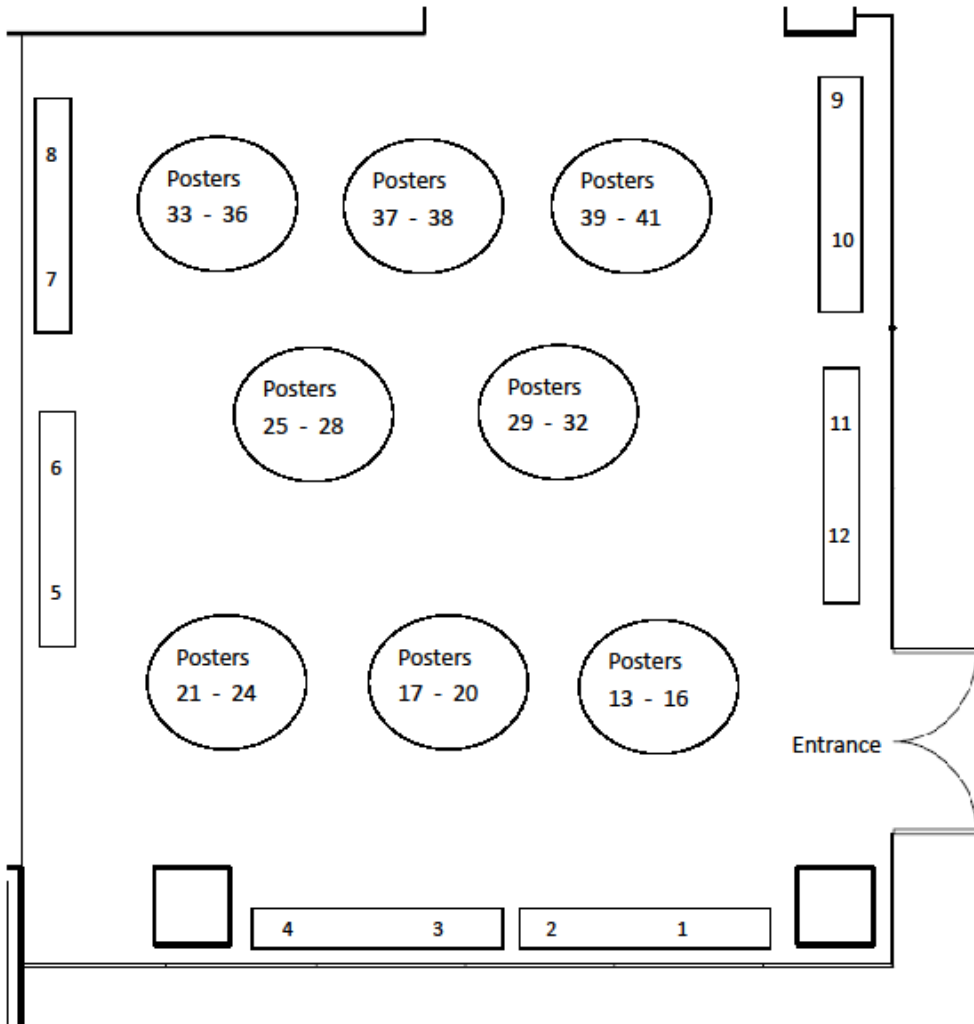 9
8
Posters
33 - 36
Posters
37 - 38
Posters
39 - 41
10
7
Posters
25 - 28
Posters
29 - 32
11
6
12
5
Posters
21 - 24
Posters
17 - 20
Posters
13 - 16
Entrance
4
3
2
1